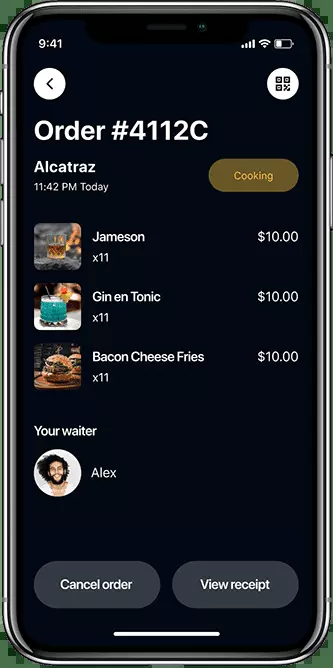 9:41
Order #4112C
Alcatraz
11:42 PM Today
Cooking
Jameson $10.00
x11
Gin en Tonic $10.00
x11
Bacon Cheese Fries $10.00
x11
Your waiter
Alex
Cancel order View receipt